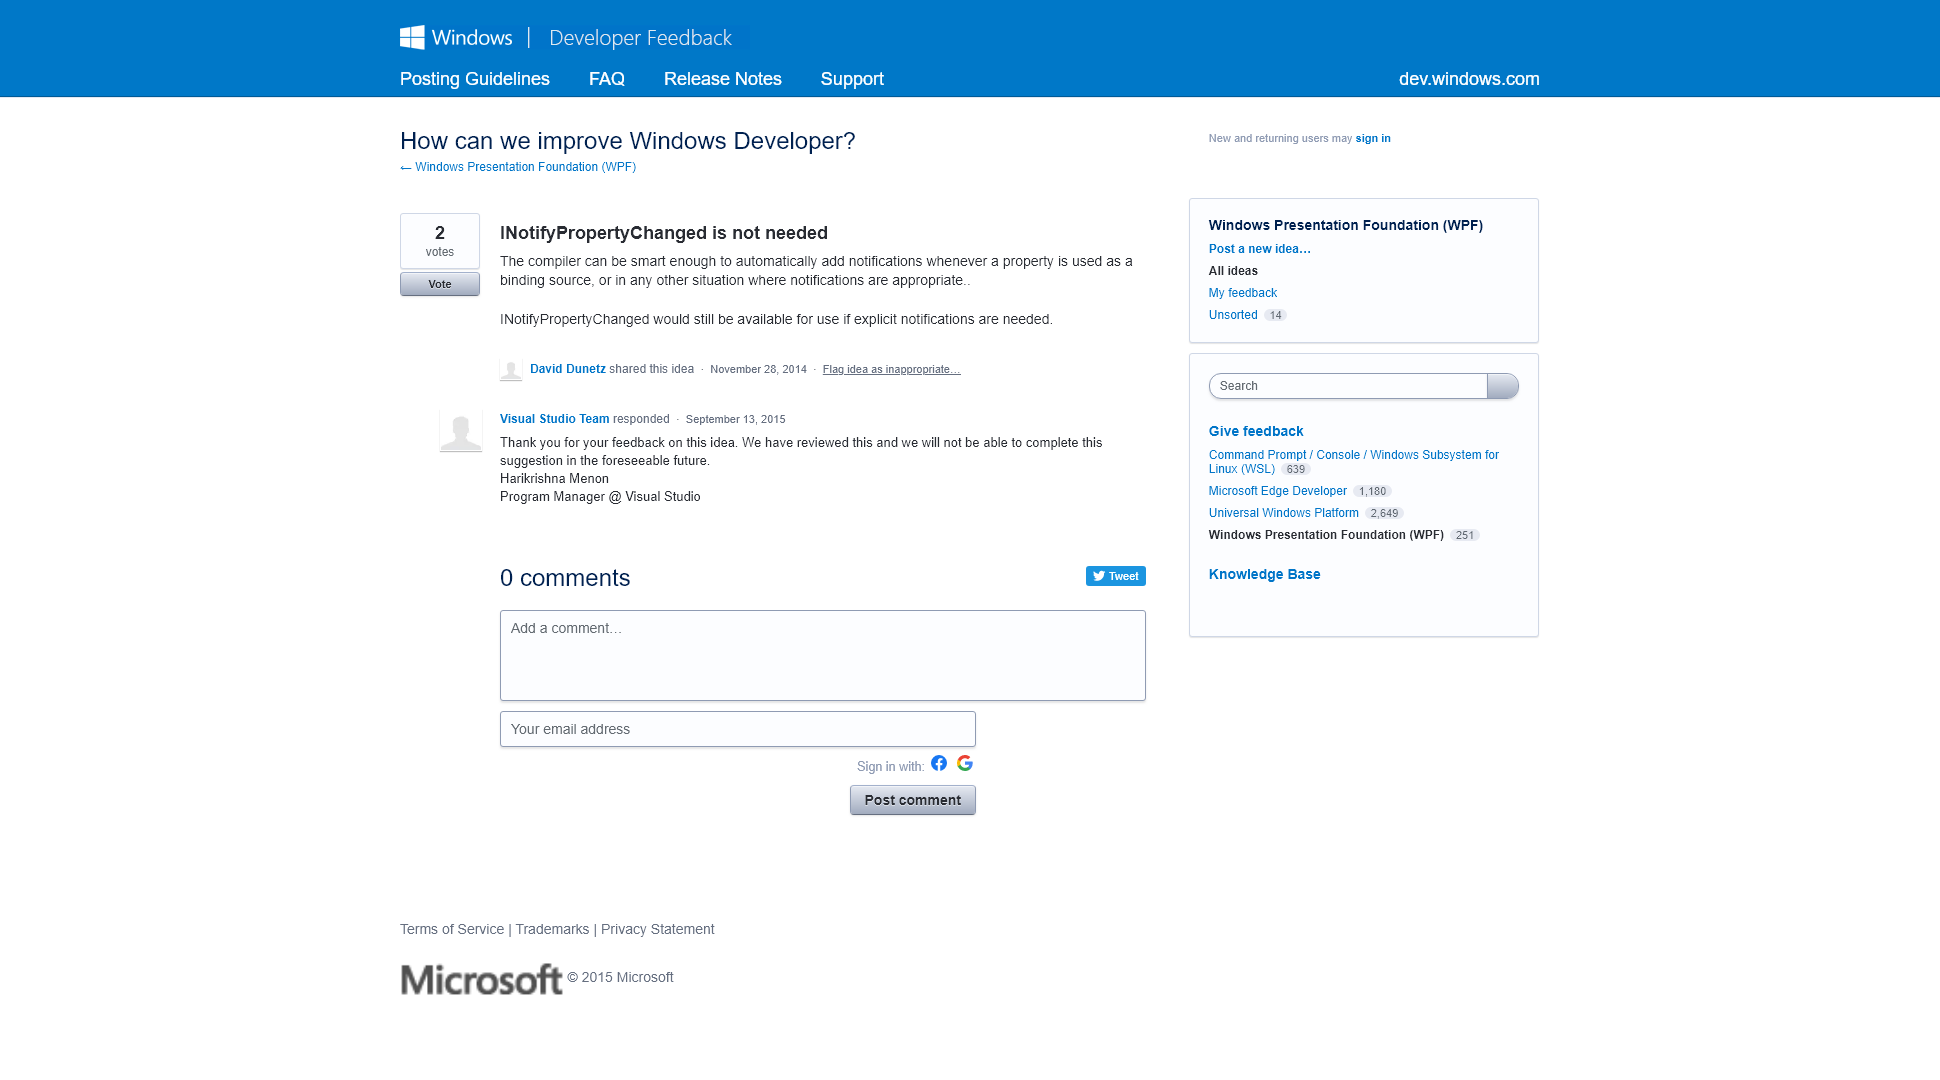 Windows | Developer Feedback
Posting Guidelines FAQ Release Notes Support dev.windows.com
How can we improve Windows Developer?
← Windows Presentation Foundation (WPF)
New and returning users may sign in
2
votes
Vote
INotifyPropertyChanged is not needed
The compiler can be smart enough to automatically add notifications whenever a property is used as a
binding source, or in any other situation where notifications are appropriate..
INotifyPropertyChanged would still be available for use if explicit notifications are needed.
David Dunetz shared this idea · November 28, 2014 · Flag idea as inappropriate…
Visual Studio Team responded · September 13, 2015
Thank you for your feedback on this idea. We have reviewed this and we will not be able to complete this
suggestion in the foreseeable future.
Harikrishna Menon
Program Manager @ Visual Studio
0 comments
Tweet
Add a comment…
Your email address
Sign in with:
Post comment
Windows Presentation Foundation (WPF)
Post a new idea…
All ideas
My feedback
Unsorted 14
Search
Give feedback
Command Prompt / Console / Windows Subsystem for
Linux (WSL) 639
Microsoft Edge Developer 1,180
Universal Windows Platform 2,649
Windows Presentation Foundation (WPF) 251
Knowledge Base
Terms of Service | Trademarks | Privacy Statement
Microsoft © 2015 Microsoft